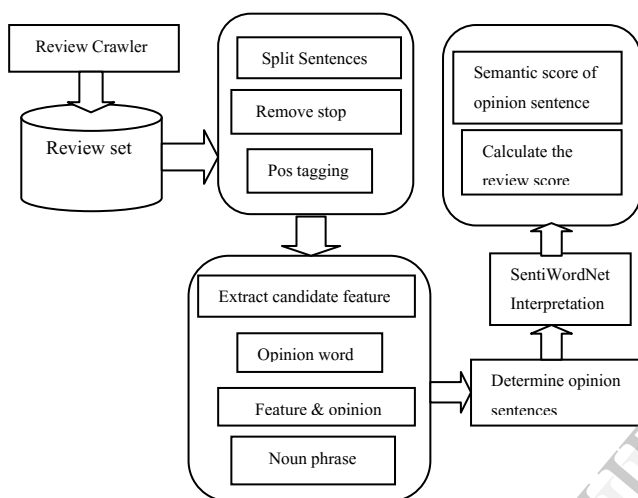 Review Crawler
Review set
Split Sentences
Remove stop
Pos tagging
Extract candidate feature
Opinion word
Feature & opinion
Noun phrase
Determine opinion
sentences
SentiWordNet
Interpretation
Semantic score of
opinion sentence
Calculate the
review score